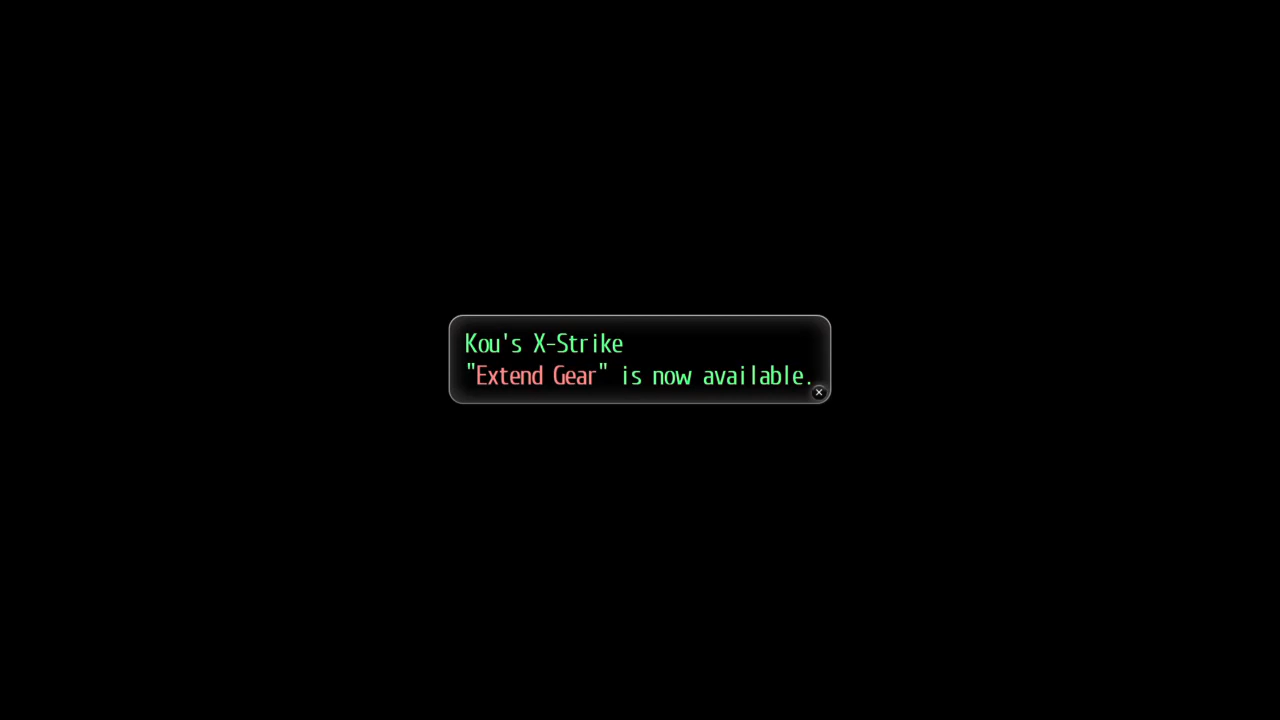 Kou's X-Strike
"Extend Gear" is now available.